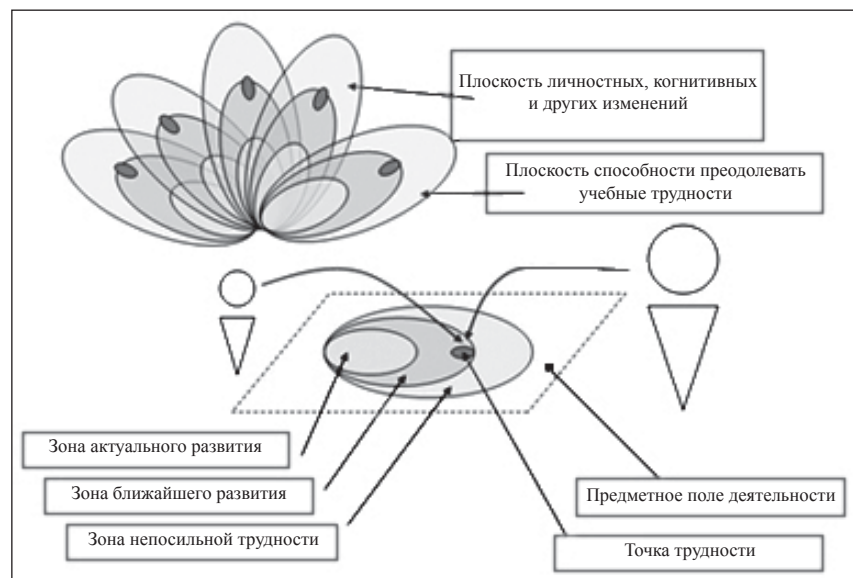 Плоскость личностных, когнитивных
и других изменений
Плоскость способности преодолевать
учебные трудности
Зона актуального развития
Зона ближайшего развития
Зона непосильной трудности
Предметное поле деятельности
Точка трудности